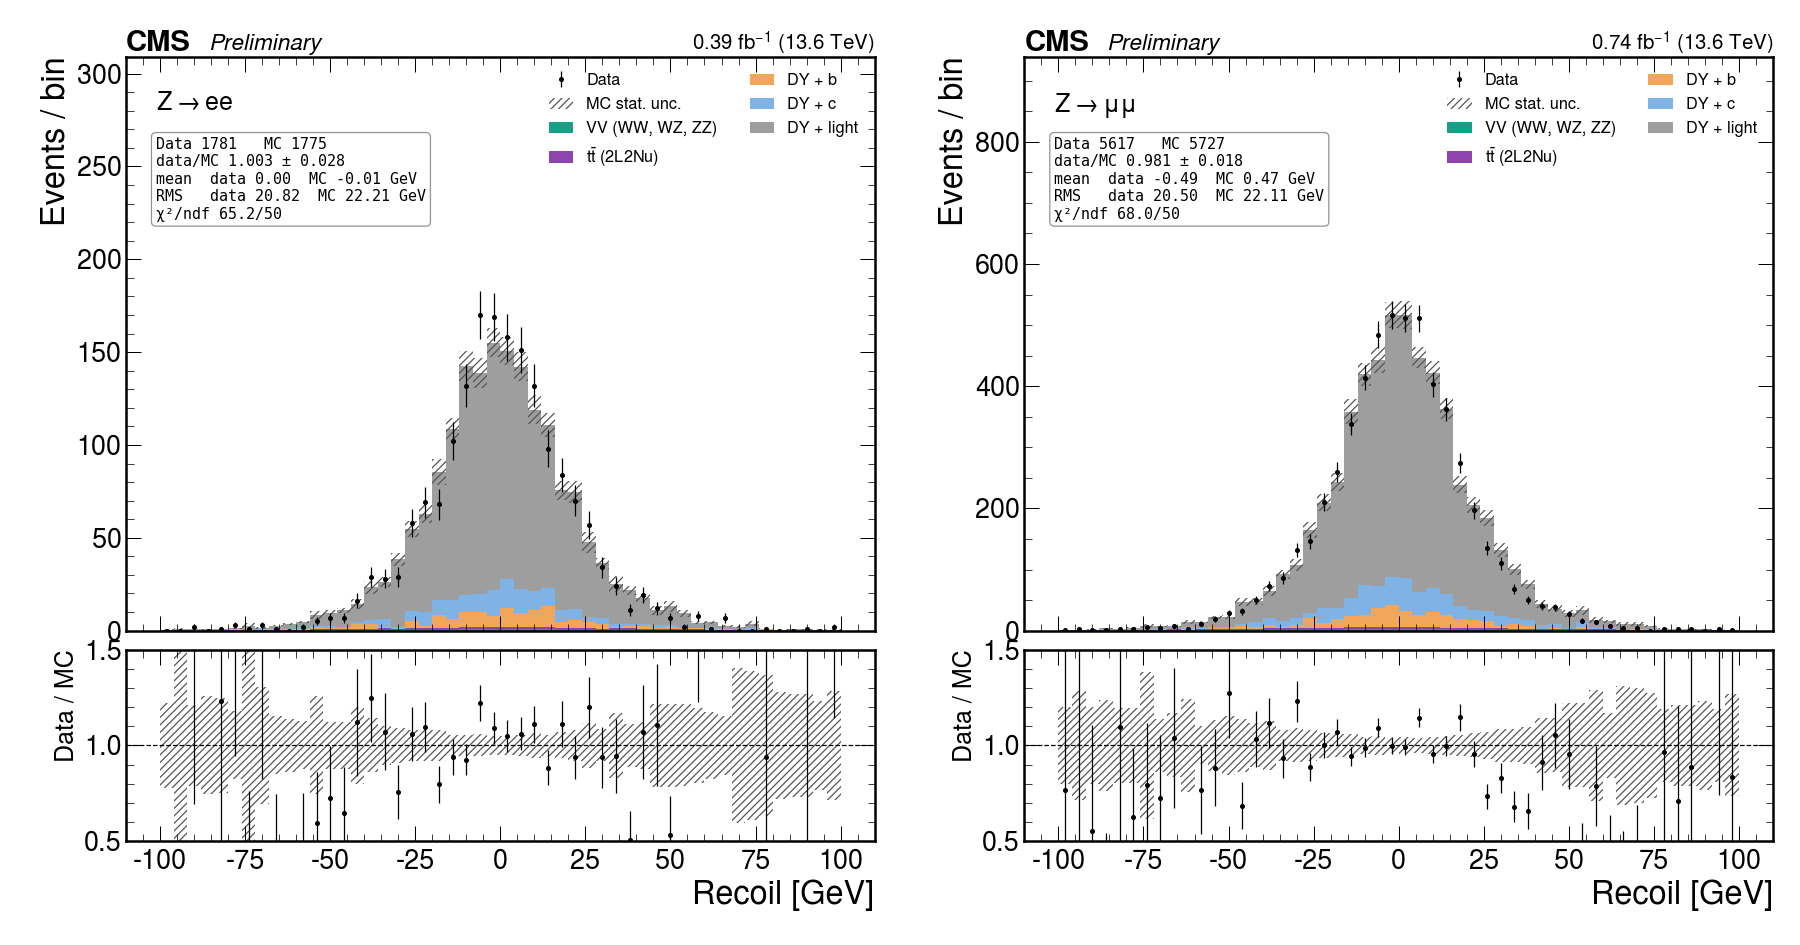 CMS Preliminary 0.39 fb⁻¹ (13.6 TeV)
Events / bin
300
250
200
150
100
50
0
Z→ee
Data 1781 MC 1775
data/MC 1.003 ± 0.028
mean data 0.00 MC -0.01 GeV
RMS data 20.82 MC 22.21 GeV
χ²/ndf 65.2/50
Data
MC stat. unc.
VV (WW, WZ, ZZ)
tt̄ (2L2Nu)
DY + b
DY + c
DY + light
Data / MC
1.5
1.0
0.5
-100 -75 -50 -25 0 25 50 75 100
Recoil [GeV]
CMS Preliminary 0.74 fb⁻¹ (13.6 TeV)
Events / bin
800
600
400
200
0
Z→μμ
Data 5617 MC 5727
data/MC 0.981 ± 0.018
mean data -0.49 MC 0.47 GeV
RMS data 20.50 MC 22.11 GeV
χ²/ndf 68.0/50
Data
MC stat. unc.
VV (WW, WZ, ZZ)
tt̄ (2L2Nu)
DY + b
DY + c
DY + light
Data / MC
1.5
1.0
0.5
-100 -75 -50 -25 0 25 50 75 100
Recoil [GeV]